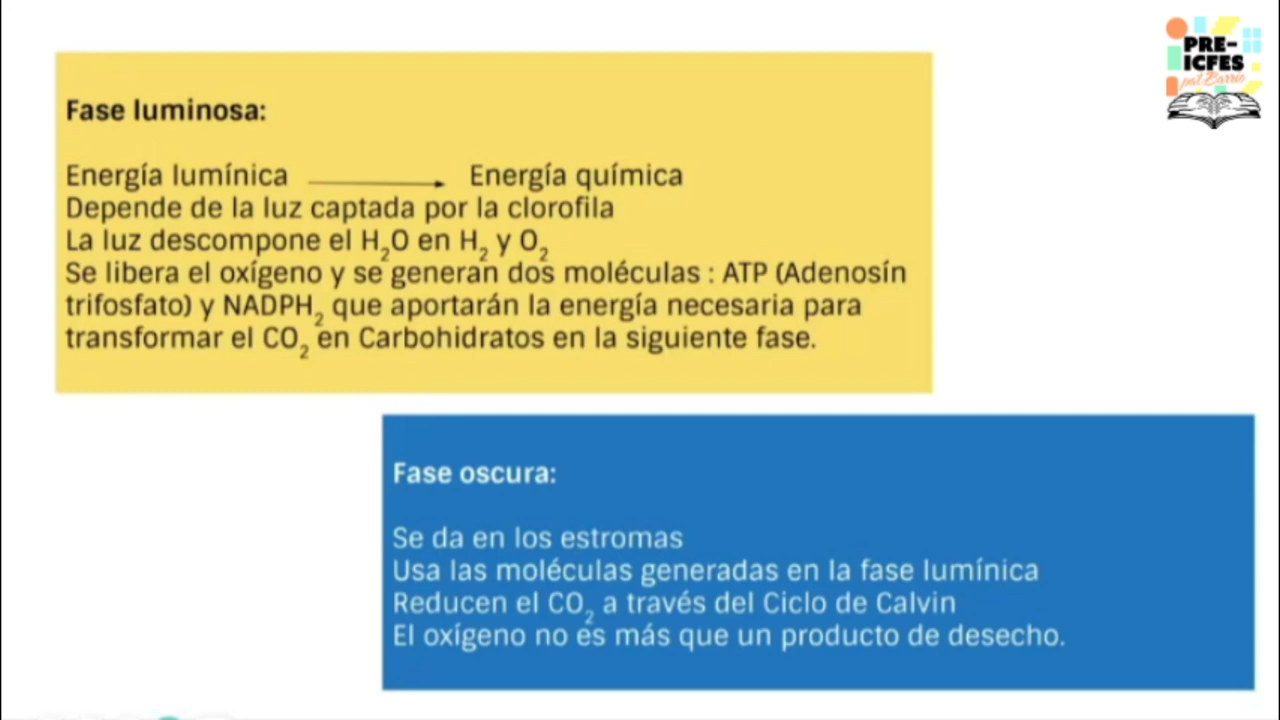 PRE-
ICFES
pa'l Barrio
Fase luminosa:
Energía lumínica Energía química
Depende de la luz captada por la clorofila
La luz descompone el H₂O en H₂ y O₂
Se libera el oxígeno y se generan dos moléculas : ATP (Adenosín
trifosfato) y NADPH₂ que aportarán la energía necesaria para
transformar el CO₂ en Carbohidratos en la siguiente fase.
Fase oscura:
Se da en los estromas
Usa las moléculas generadas en la fase lumínica
Reducen el CO₂ a través del Ciclo de Calvin
El oxígeno no es más que un producto de desecho.